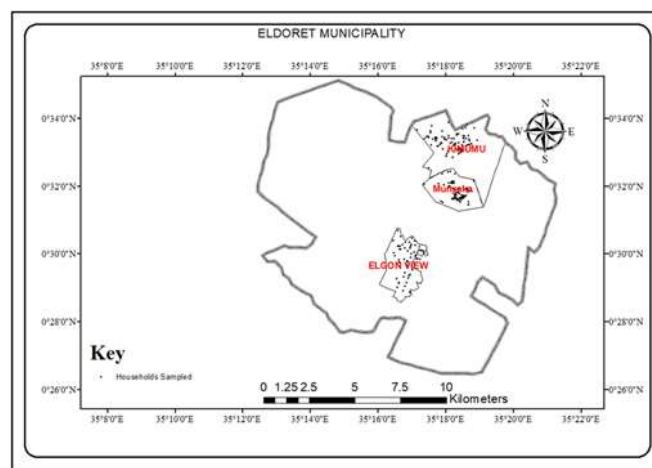 ELDORET MUNICIPALITY
35°8'0"E 35°10'0"E 35°12'0"E 35°14'0"E 35°16'0"E 35°18'0"E 35°20'0"E 35°22'0"E
N
W E
S
0°34'0"N 0°34'0"N
0°32'0"N 0°32'0"N
Munyaka
0°30'0"N 0°30'0"N
ELGON VIEW
0°28'0"N 0°28'0"N
Key
Households Sampled
0°26'0"N 0°26'0"N
0 1.25 2.5 5 7.5 10
Kilometers
35°8'0"E 35°10'0"E 35°12'0"E 35°14'0"E 35°16'0"E 35°18'0"E 35°20'0"E 35°22'0"E